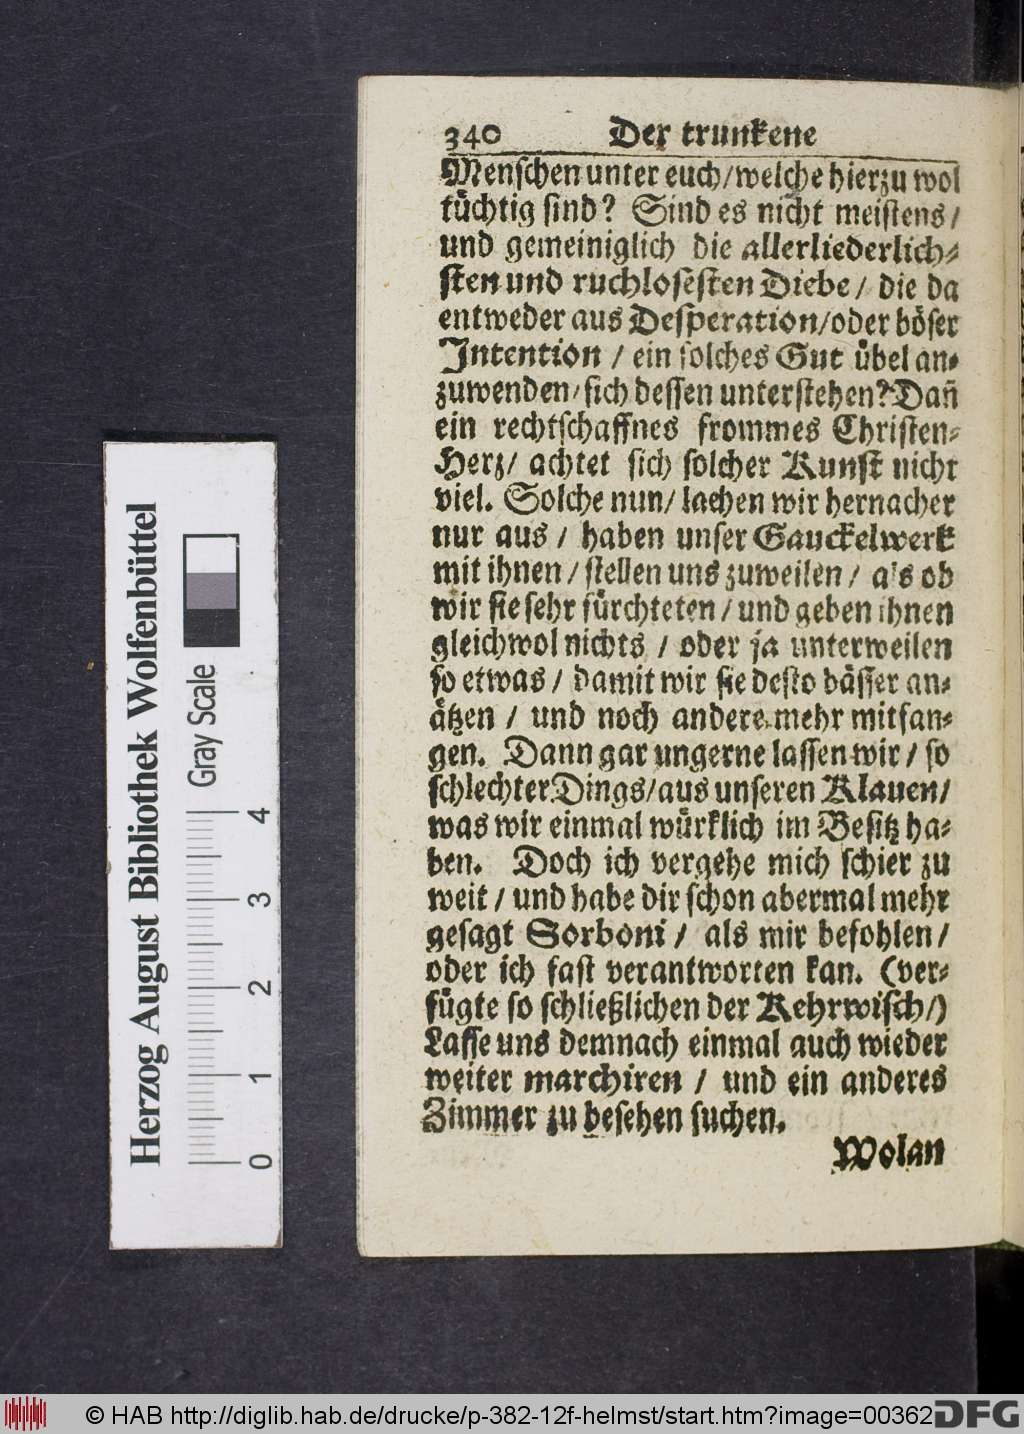 340 Der trunkene
Menschen unter euch/welche hierzu wol
tüchtig sind? Sind es nicht meistens/
und gemeiniglich die allerliederlich-
sten und ruchlosesten Diebe/ die da
entweder aus Desperation/oder böser
Intention / ein solches Gut übel an-
zuwenden/sich dessen unterstehen? Dañ
ein rechtschaffnes frommes Christen-
Herz/ achtet sich solcher Kunst nicht
viel. Solche nun/ lachen wir hernacher
nur aus / haben unser Gauckelwerk
mit ihnen / stellen uns zuweilen / als ob
wir sie sehr fürchteten / und geben ihnen
gleichwol nichts / oder ja unterweilen
so etwas / damit wir sie desto bässer an-
ätzen / und noch andere mehr mitfan-
gen. Dann gar ungerne lassen wir / so
schlechter Dings/aus unseren Klauen/
was wir einmal würklich im Besitz ha-
ben. Doch ich vergehe mich schier zu
weit / und habe dir schon abermal mehr
gesagt Sorboni / als mir befohlen/
oder ich fast verantworten kan. (ver-
fügte so schließlichen der Kehrwisch/)
Lasse uns demnach einmal auch wieder
weiter marchiren / und ein anderes
Zimmer zu besehen suchen.
Wolan
Herzog August Bibliothek Wolfenbüttel
Gray Scale
0 1 2 3 4
© HAB http://diglib.hab.de/drucke/p-382-12f-helmst/start.htm?image=00362
DFG